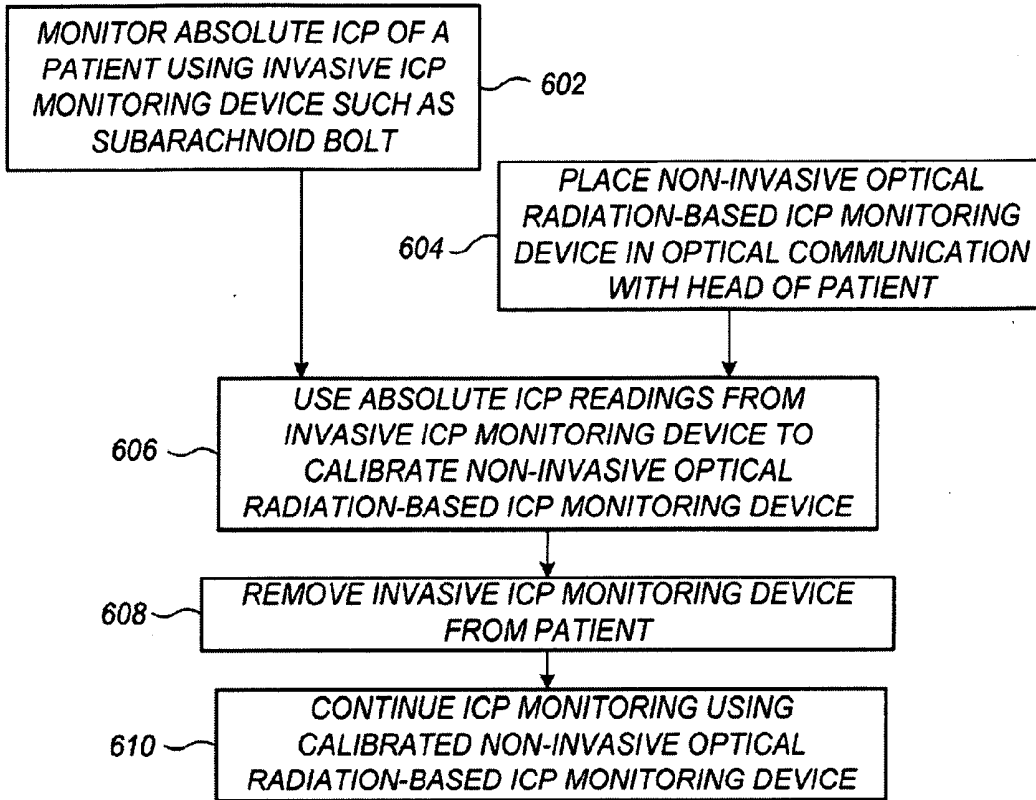 MONITOR ABSOLUTE ICP OF A
PATIENT USING INVASIVE ICP
MONITORING DEVICE SUCH AS
SUBARACHNOID BOLT
602
PLACE NON-INVASIVE OPTICAL
RADIATION-BASED ICP MONITORING
DEVICE IN OPTICAL COMMUNICATION
WITH HEAD OF PATIENT
604
USE ABSOLUTE ICP READINGS FROM
INVASIVE ICP MONITORING DEVICE TO
CALIBRATE NON-INVASIVE OPTICAL
RADIATION-BASED ICP MONITORING DEVICE
606
REMOVE INVASIVE ICP MONITORING DEVICE
FROM PATIENT
608
CONTINUE ICP MONITORING USING
CALIBRATED NON-INVASIVE OPTICAL
RADIATION-BASED ICP MONITORING DEVICE
610